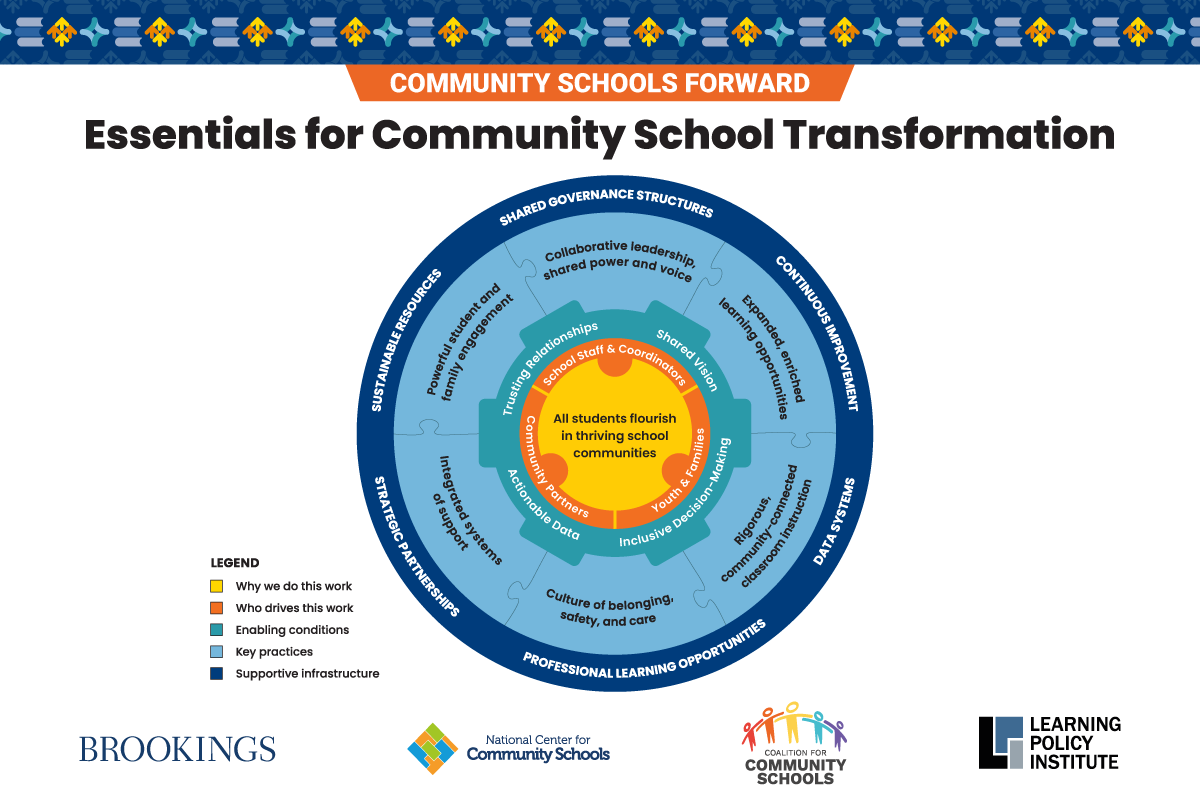 COMMUNITY SCHOOLS FORWARD
Essentials for Community School Transformation
SHARED GOVERNANCE STRUCTURES
CONTINUOUS IMPROVEMENT
DATA SYSTEMS
PROFESSIONAL LEARNING OPPORTUNITIES
STRATEGIC PARTNERSHIPS
SUSTAINABLE RESOURCES
Collaborative leadership,
shared power and voice
Expanded, enriched
learning opportunities
Rigorous,
community-connected
classroom instruction
Culture of belonging,
safety, and care
Integrated systems
of support
Powerful student and
family engagement
Trusting Relationships
Shared Vision
Inclusive Decision-Making
Actionable Data
School Staff & Coordinators
Youth & Families
Community Partners
All students flourish
in thriving school
communities
LEGEND
Why we do this work
Who drives this work
Enabling conditions
Key practices
Supportive infrastructure
BROOKINGS
National Center for
Community Schools
COALITION FOR
COMMUNITY
SCHOOLS
LEARNING
POLICY
INSTITUTE